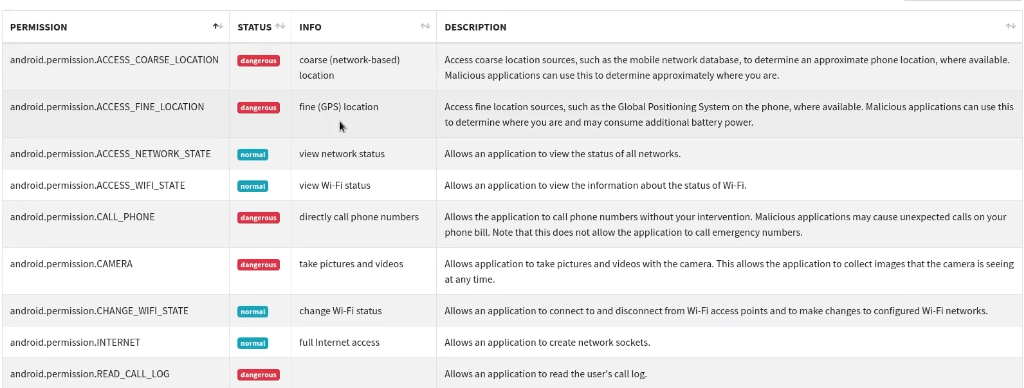 PERMISSION STATUS INFO DESCRIPTION
android.permission.ACCESS_COARSE_LOCATION dangerous coarse (network-based) location Access coarse location sources, such as the mobile network database, to determine an approximate phone location, where available. Malicious applications can use this to determine approximately where you are.
android.permission.ACCESS_FINE_LOCATION dangerous fine (GPS) location Access fine location sources, such as the Global Positioning System on the phone, where available. Malicious applications can use this to determine where you are and may consume additional battery power.
android.permission.ACCESS_NETWORK_STATE normal view network status Allows an application to view the status of all networks.
android.permission.ACCESS_WIFI_STATE normal view Wi-Fi status Allows an application to view the information about the status of Wi-Fi.
android.permission.CALL_PHONE dangerous directly call phone numbers Allows the application to call phone numbers without your intervention. Malicious applications may cause unexpected calls on your phone bill. Note that this does not allow the application to call emergency numbers.
android.permission.CAMERA dangerous take pictures and videos Allows application to take pictures and videos with the camera. This allows the application to collect images that the camera is seeing at any time.
android.permission.CHANGE_WIFI_STATE normal change Wi-Fi status Allows an application to connect to and disconnect from Wi-Fi access points and to make changes to configured Wi-Fi networks.
android.permission.INTERNET normal full Internet access Allows an application to create network sockets.
android.permission.READ_CALL_LOG dangerous Allows an application to read the user's call log.